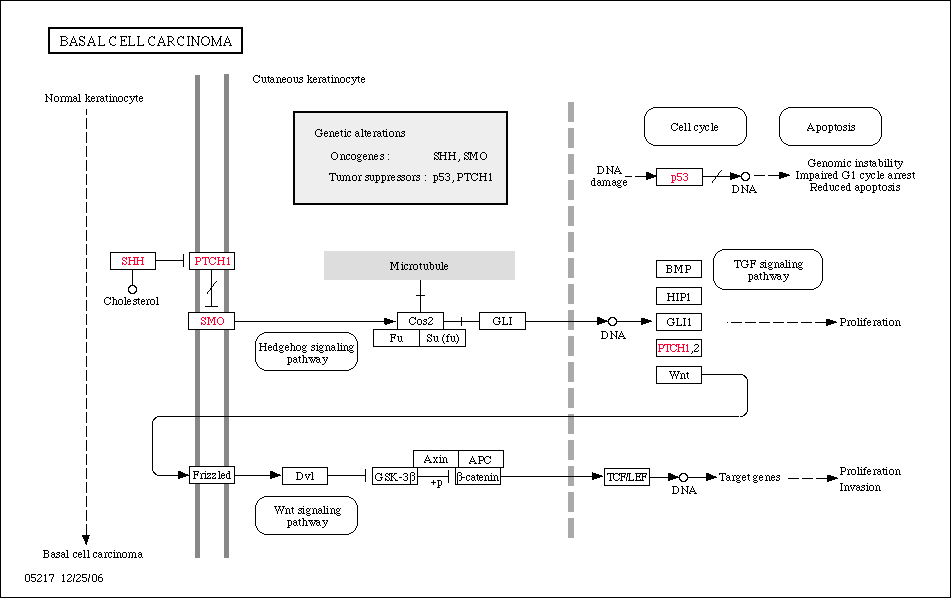 BASAL CELL CARCINOMA
Cutaneous keratinocyte
Normal keratinocyte
Genetic alterations
Oncogenes : SHH, SMO
Tumor suppressors : p53, PTCH1
Cell cycle
Apoptosis
DNA
damage
p53
DNA
Genomic instability
Impaired G1 cycle arrest
Reduced apoptosis
SHH
PTCH1
Cholesterol
SMO
Microtubule
Cos2
Fu
Su (fu)
GLI
Hedgehog signaling
pathway
DNA
BMP
HIP1
GLI1
PTCH1,2
Wnt
TGF signaling
pathway
Proliferation
Frizzled
Dvl
Axin
APC
GSK-3β
+p
β-catenin
Wnt signaling
pathway
TCF/LEF
DNA
Target genes
Proliferation
Invasion
Basal cell carcinoma
05217 12/25/06